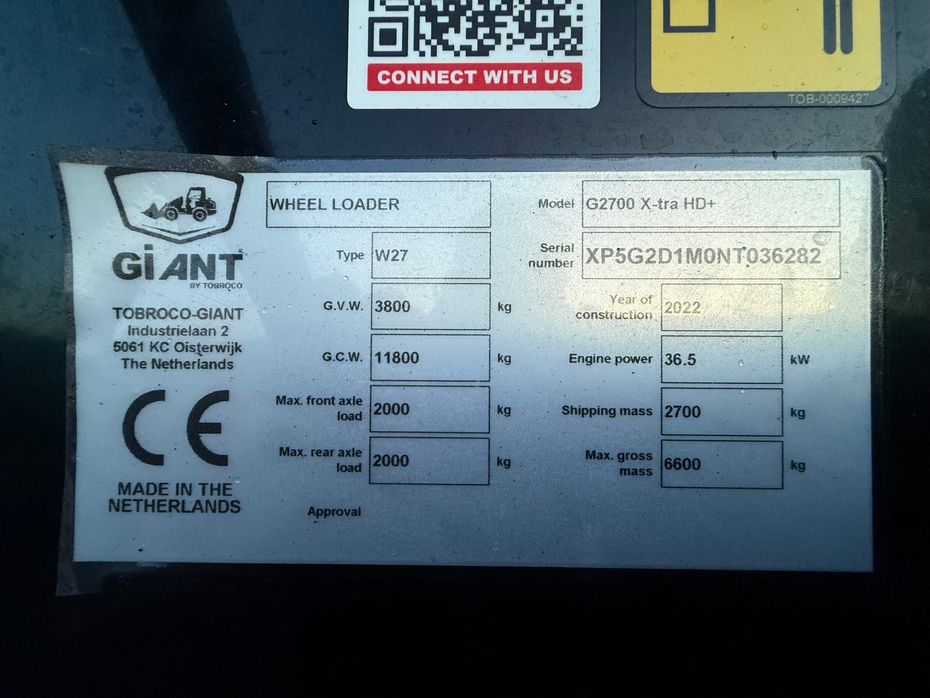 CONNECT WITH US
TOB-0009427
GiANT
BY TOBROCO
TOBROCO-GIANT
Industrielaan 2
5061 KC Oisterwijk
The Netherlands
CE
MADE IN THE
NETHERLANDS
WHEEL LOADER
Type W27
G.V.W. 3800 kg
G.C.W. 11800 kg
Max. front axle
load 2000 kg
Max. rear axle
load 2000 kg
Approval
Model G2700 X-tra HD+
Serial
number XP5G2D1M0NT036282
Year of
construction 2022
Engine power 36.5 kW
Shipping mass 2700 kg
Max. gross
mass 6600 kg